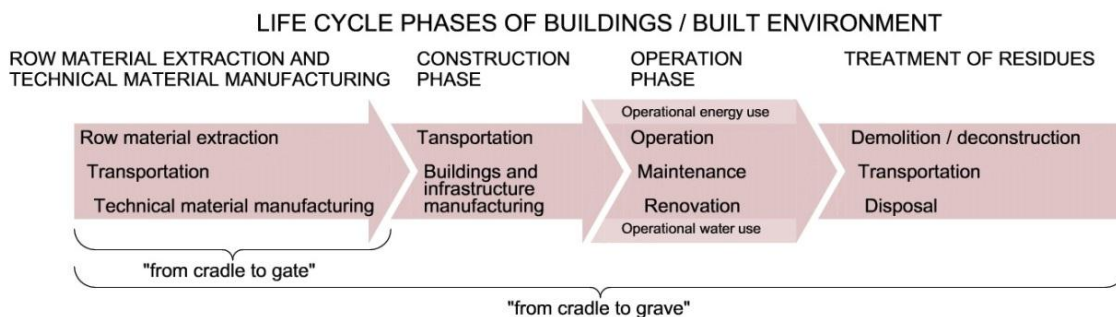 LIFE CYCLE PHASES OF BUILDINGS / BUILT ENVIRONMENT
ROW MATERIAL EXTRACTION AND
TECHNICAL MATERIAL MANUFACTURING
CONSTRUCTION
PHASE
OPERATION
PHASE
TREATMENT OF RESIDUES
Row material extraction
Transportation
Technical material manufacturing
Tansportation
Buildings and
infrastructure
manufacturing
Operational energy use
Operation
Maintenance
Renovation
Operational water use
Demolition / deconstruction
Transportation
Disposal
"from cradle to gate"
"from cradle to grave"